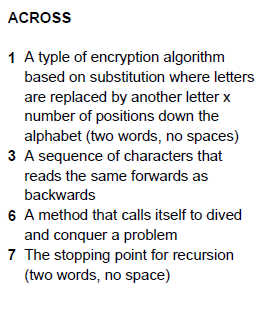 ACROSS
1 A typle of encryption algorithm
based on substitution where letters
are replaced by another letter x
number of positions down the
alphabet (two words, no spaces)
3 A sequence of characters that
reads the same forwards as
backwards
6 A method that calls itself to dived
and conquer a problem
7 The stopping point for recursion
(two words, no space)